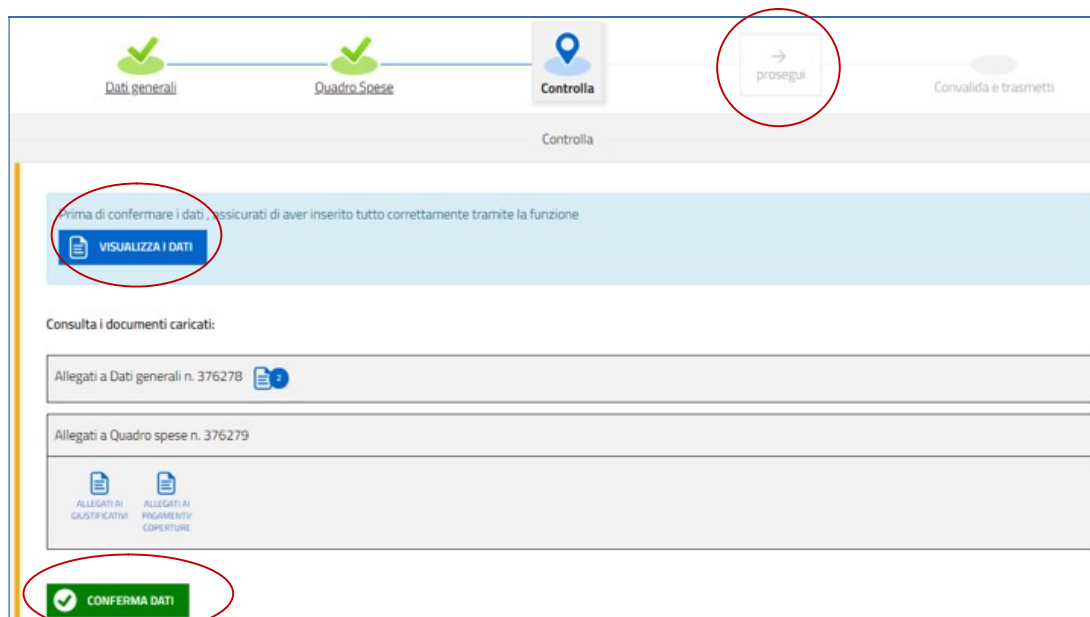 Dati generali
Quadro Spese
Controlla
prosegui
Convalida e trasmetti
Controlla
Prima di confermare i dati , assicurati di aver inserito tutto correttamente tramite la funzione
VISUALIZZA I DATI
Consulta i documenti caricati:
Allegati a Dati generali n. 376278 2
Allegati a Quadro spese n. 376279
ALLEGATI AI
GIUSTIFICATIVI
ALLEGATI AI
PAGAMENTI/
COPERTURE
CONFERMA DATI